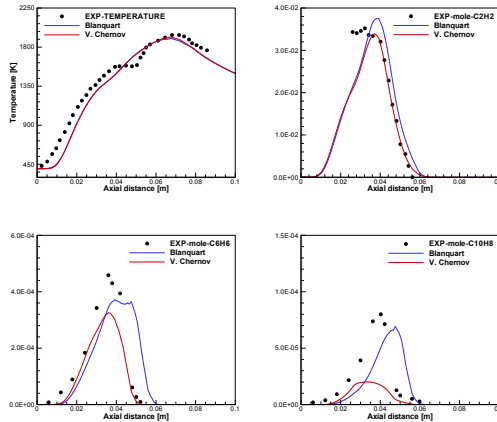 EXP-TEMPERATURE
Blanquart
V. Chernov
2250
1800
1350
900
450
Temperature [K]
0 0.02 0.04 0.06 0.08 0.1
Axial distance [m]
EXP-mole-C2H2
Blanquart
V. Chernov
4.0E-02
2.0E-02
0.0E+00
0 0.02 0.04 0.06 0.08 0.1
Axial distance [m]
EXP-mole-C6H6
Blanquart
V. Chernov
6.0E-04
4.0E-04
2.0E-04
0.0E+00
0 0.02 0.04 0.06 0.08 0.1
Axial distance [m]
EXP-mole-C10H8
Blanquart
V. Chernov
1.5E-04
1.0E-04
5.0E-05
0.0E+00
0 0.02 0.04 0.06 0.08 0.1
Axial distance [m]